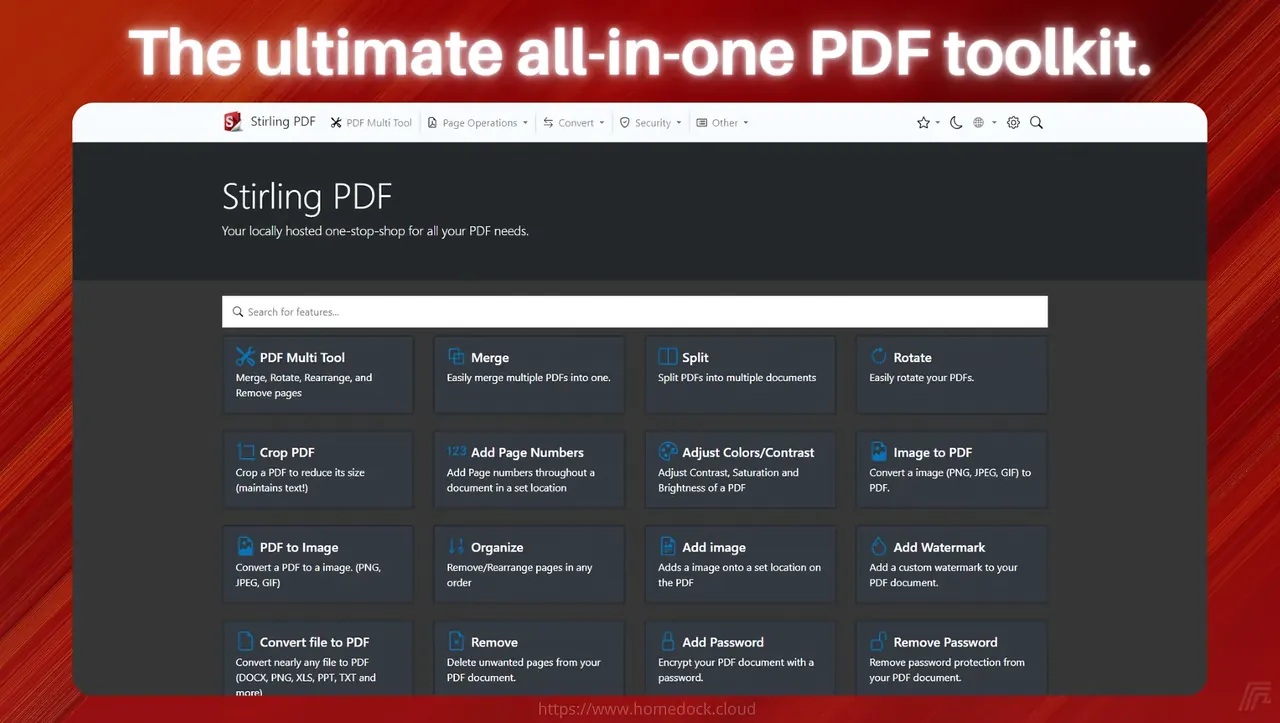 The ultimate all-in-one PDF toolkit.
S
Stirling PDF
PDF Multi Tool
Page Operations
Convert
Security
Other
Stirling PDF
Your locally hosted one-stop-shop for all your PDF needs.
Search for features...
PDF Multi Tool
Merge, Rotate, Rearrange, and
Remove pages
Merge
Easily merge multiple PDFs into one.
Split
Split PDFs into multiple documents
Rotate
Easily rotate your PDFs.
Crop PDF
Crop a PDF to reduce its size
(maintains text!)
123 Add Page Numbers
Add Page numbers throughout a
document in a set location
Adjust Colors/Contrast
Adjust Contrast, Saturation and
Brightness of a PDF
Image to PDF
Convert a image (PNG, JPEG, GIF) to
PDF.
PDF to Image
Convert a PDF to a image. (PNG,
JPEG, GIF)
Organize
Remove/Rearrange pages in any
order
Add image
Adds a image onto a set location on
the PDF
Add Watermark
Add a custom watermark to your
PDF document.
Convert file to PDF
Convert nearly any file to PDF
(DOCX, PNG, XLS, PPT, TXT and
more)
Remove
Delete unwanted pages from your
PDF document.
Add Password
Encrypt your PDF document with a
password.
Remove Password
Remove password protection from
your PDF document.
https://www.homedock.cloud